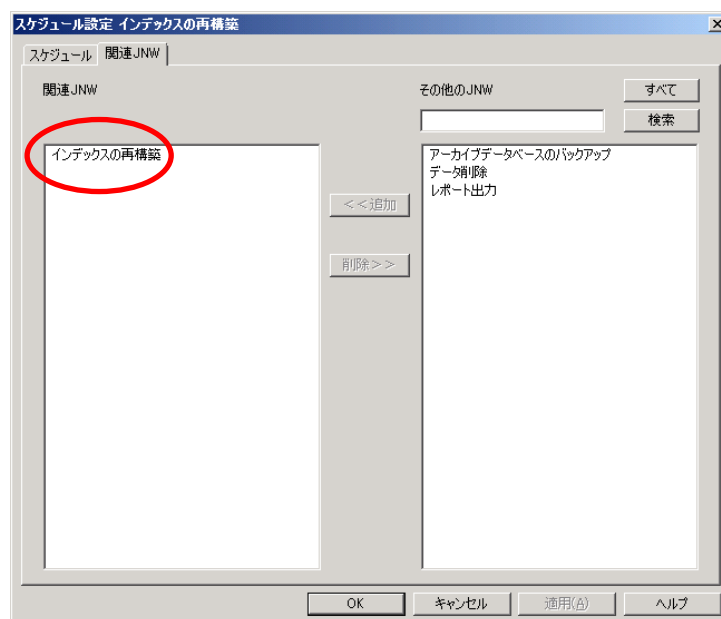 スケジュール設定 インデックスの再構築
スケジュール 関連JNW
関連JNW
その他のJNW
すべて
検索
インデックスの再構築
アーカイブデータベースのバックアップ
データ削除
レポート出力
<<追加
削除>>
OK
キャンセル
適用(A)
ヘルプ